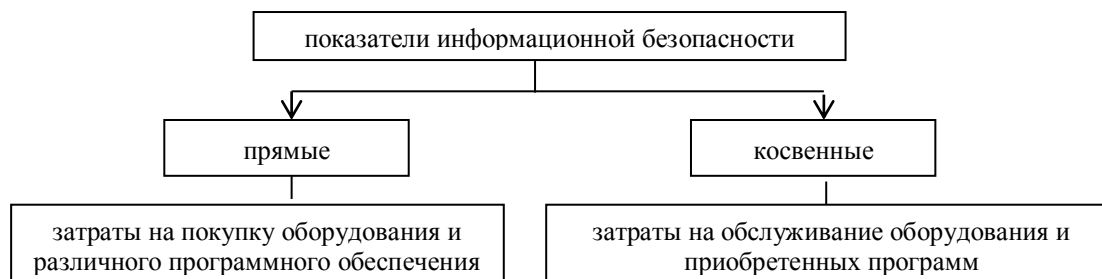 показатели информационной безопасности
прямые
косвенные
затраты на покупку оборудования и
различного программного обеспечения
затраты на обслуживание оборудования и
приобретенных программ